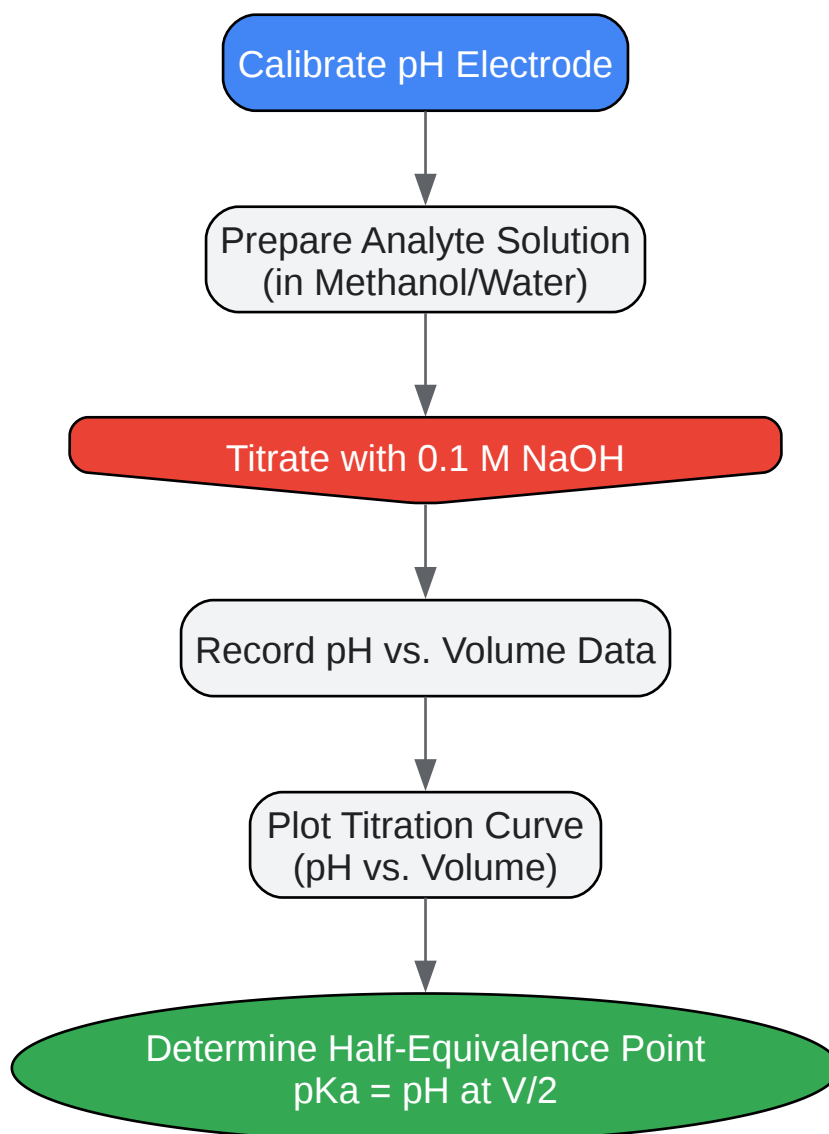 Calibrate pH Electrode
Prepare Analyte Solution
(in Methanol/Water)
Titrate with 0.1 M NaOH
Record pH vs. Volume Data
Plot Titration Curve
(pH vs. Volume)
Determine Half-Equivalence Point
pKa = pH at V/2